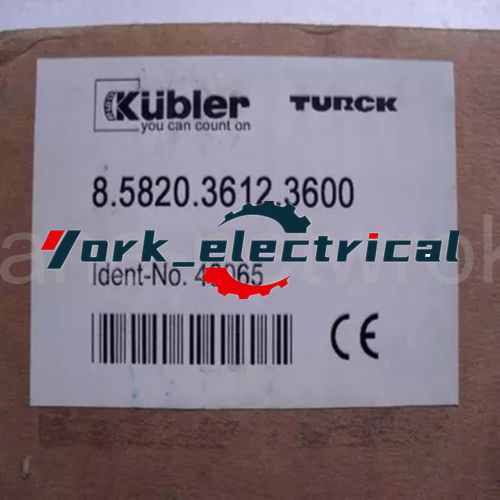 Kübler TURCK
you can count on
8.5820.3612.3600
York_electrical
Ident-No.
CE